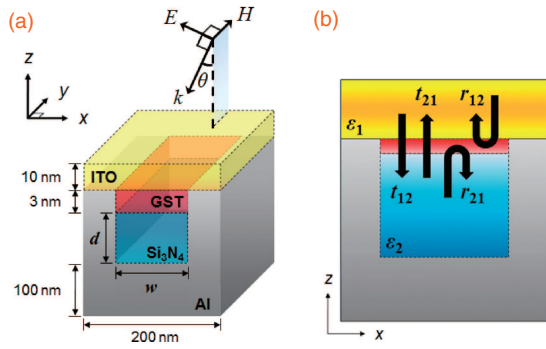 (a)
E
H
k
θ
z
y
x
10 nm
ITO
3 nm
GST
d
Si₃N₄
w
100 nm
Al
200 nm
(b)
t₂₁
r₁₂
ε₁
t₁₂
r₂₁
ε₂
z
x